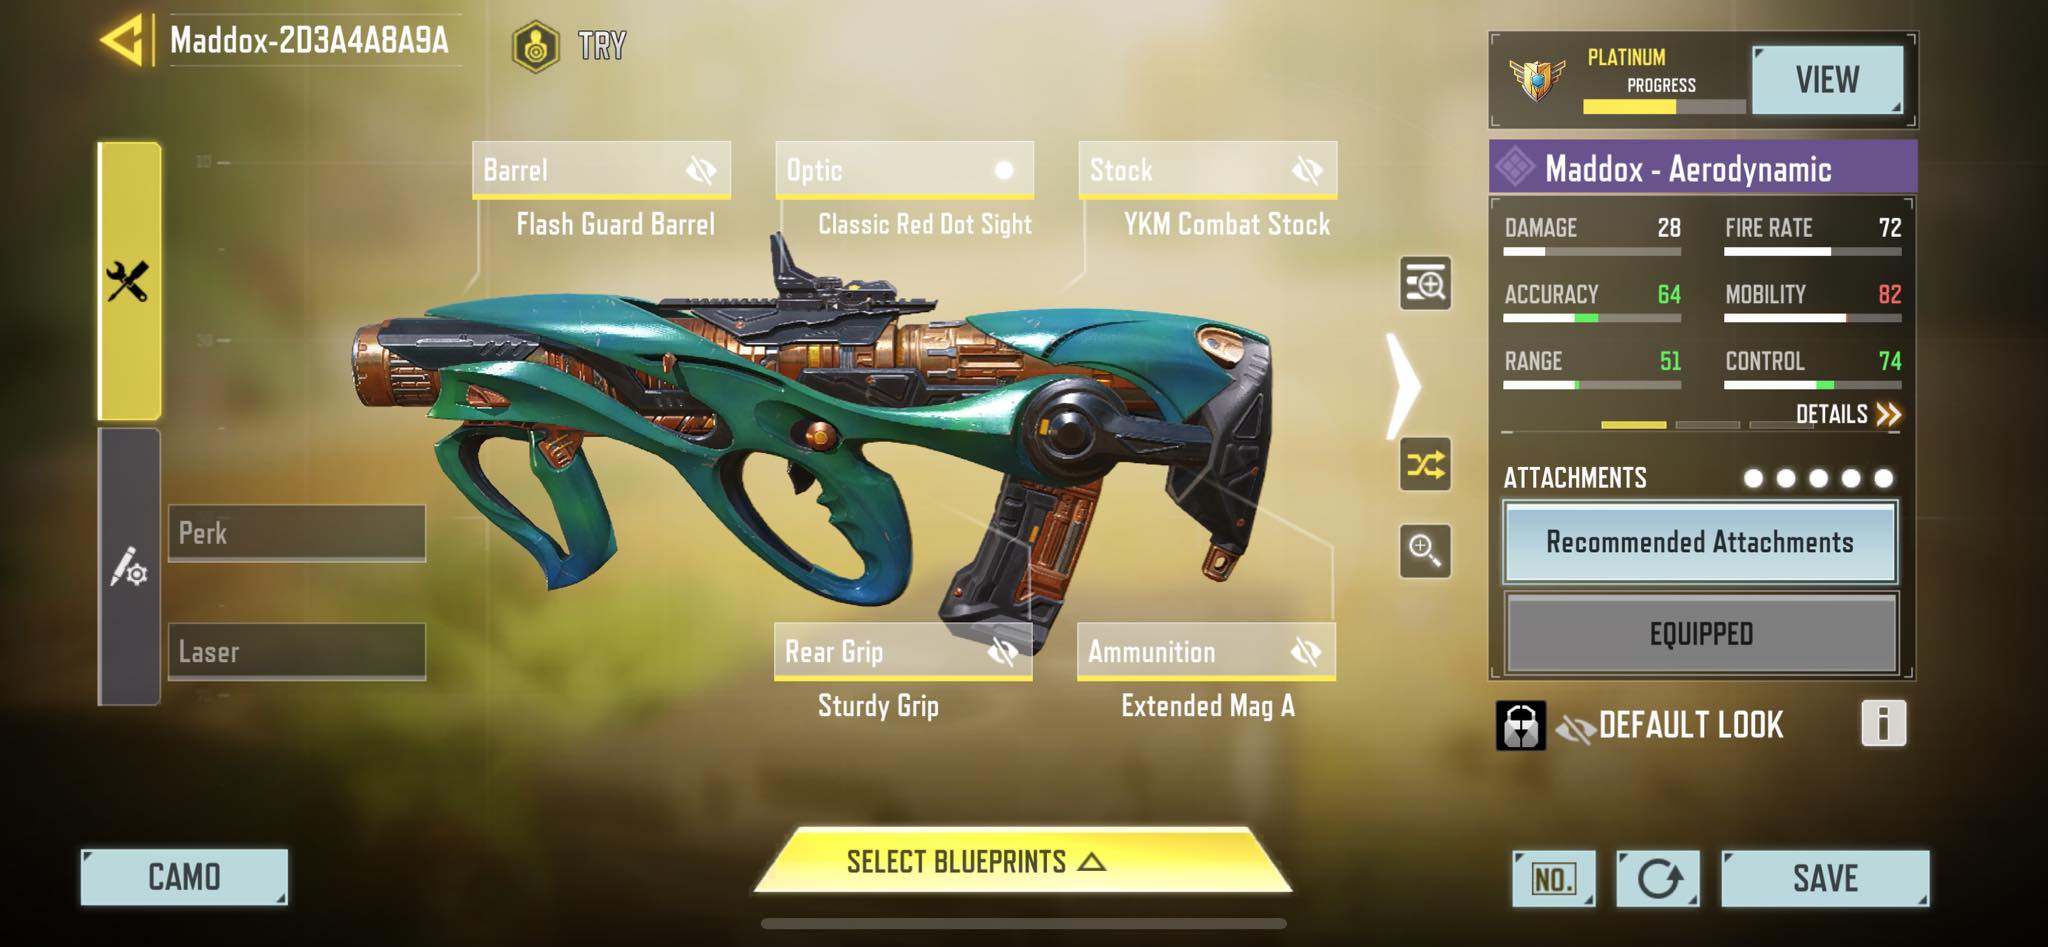 Maddox-2D3A4A8A9A
TRY
PLATINUM
PROGRESS
VIEW
Barrel
Flash Guard Barrel
Optic
Classic Red Dot Sight
Stock
YKM Combat Stock
Maddox - Aerodynamic
DAMAGE 28
FIRE RATE 72
ACCURACY 64
MOBILITY 82
RANGE 51
CONTROL 74
DETAILS
ATTACHMENTS
Recommended Attachments
EQUIPPED
Perk
Laser
Rear Grip
Sturdy Grip
Ammunition
Extended Mag A
DEFAULT LOOK
i
CAMO
SELECT BLUEPRINTS
NO.
SAVE